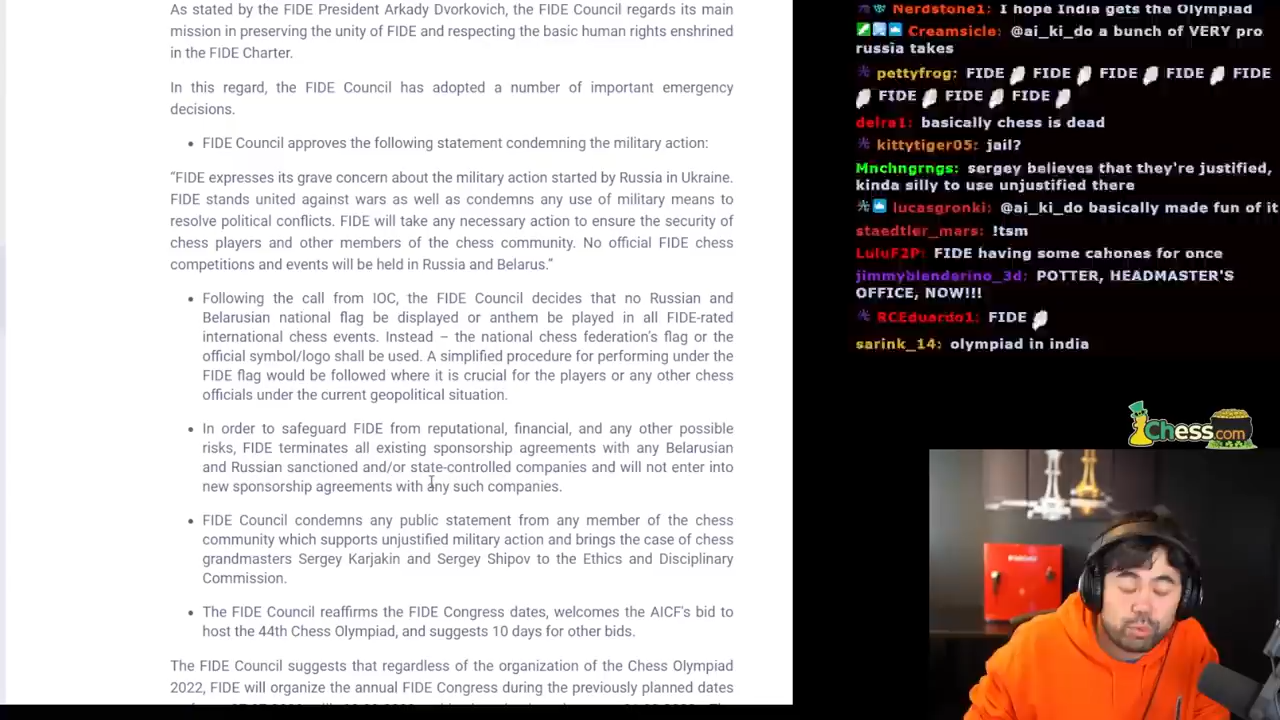 As stated by the FIDE President Arkady Dvorkovich, the FIDE Council regards its main
mission in preserving the unity of FIDE and respecting the basic human rights enshrined
in the FIDE Charter.
In this regard, the FIDE Council has adopted a number of important emergency
decisions.
• FIDE Council approves the following statement condemning the military action:
“FIDE expresses its grave concern about the military action started by Russia in Ukraine.
FIDE stands united against wars as well as condemns any use of military means to
resolve political conflicts. FIDE will take any necessary action to ensure the security of
chess players and other members of the chess community. No official FIDE chess
competitions and events will be held in Russia and Belarus.“
• Following the call from IOC, the FIDE Council decides that no Russian and
Belarusian national flag be displayed or anthem be played in all FIDE-rated
international chess events. Instead – the national chess federation's flag or the
official symbol/logo shall be used. A simplified procedure for performing under the
FIDE flag would be followed where it is crucial for the players or any other chess
officials under the current geopolitical situation.
• In order to safeguard FIDE from reputational, financial, and any other possible
risks, FIDE terminates all existing sponsorship agreements with any Belarusian
and Russian sanctioned and/or state-controlled companies and will not enter into
new sponsorship agreements with any such companies.
• FIDE Council condemns any public statement from any member of the chess
community which supports unjustified military action and brings the case of chess
grandmasters Sergey Karjakin and Sergey Shipov to the Ethics and Disciplinary
Commission.
• The FIDE Council reaffirms the FIDE Congress dates, welcomes the AICF's bid to
host the 44th Chess Olympiad, and suggests 10 days for other bids.
The FIDE Council suggests that regardless of the organization of the Chess Olympiad
2022, FIDE will organize the annual FIDE Congress during the previously planned dates
Nerdstone1: I hope India gets the Olympiad
Creamsicle: @ai_ki_do a bunch of VERY pro
russia takes
pettyfrog: FIDE FIDE FIDE FIDE FIDE
FIDE FIDE FIDE
delra1: basically chess is dead
kittytiger05: jail?
Mnchngrngs: sergey believes that they're justified,
kinda silly to use unjustified there
lucasgronki: @ai_ki_do basically made fun of it
staedtler_mars: !tsm
LuluF2P: FIDE having some cahones for once
jimmyblenderino_3d: POTTER, HEADMASTER'S
OFFICE, NOW!!!
RCEduardo1: FIDE
sarink_14: olympiad in india
Chess.com